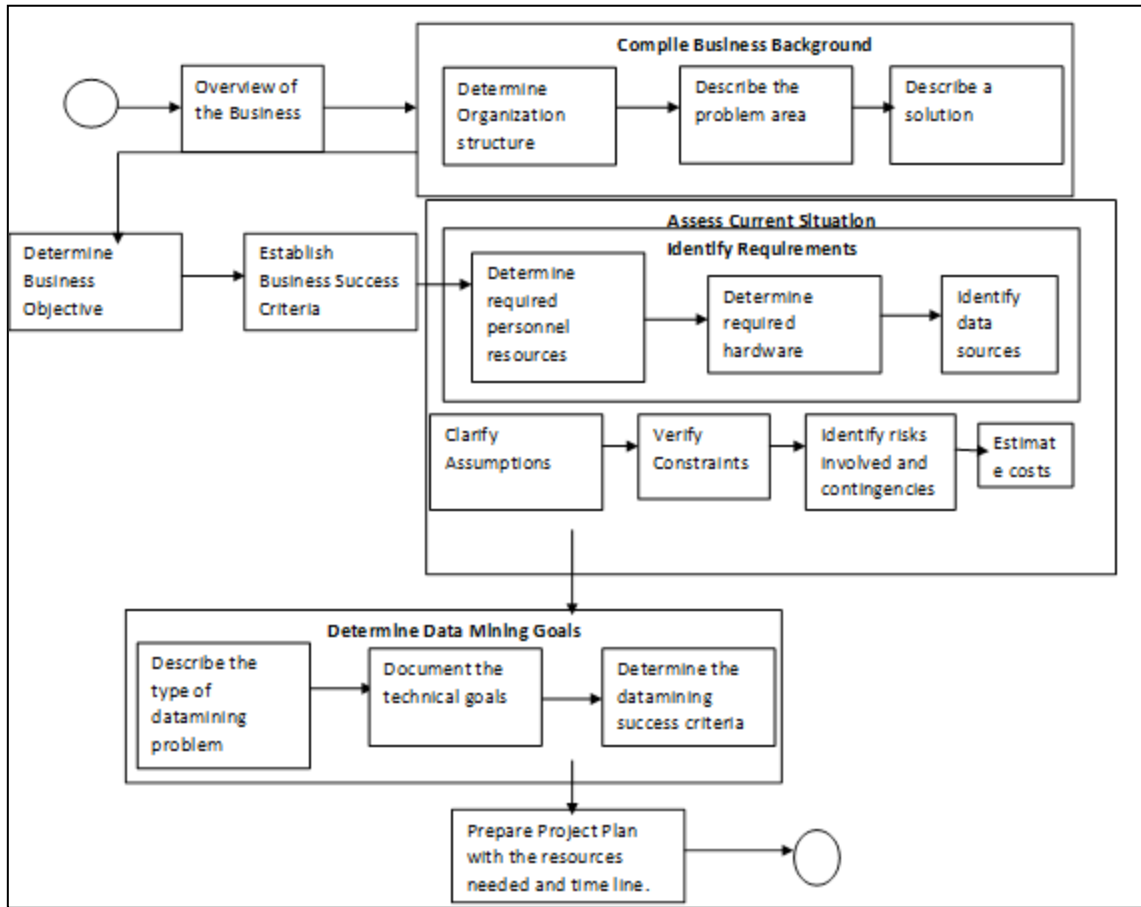 Compile Business Background
Overview of
the Business
Determine
Organization
structure
Describe the
problem area
Describe a
solution
Determine
Business
Objective
Establish
Business Success
Criteria
Assess Current Situation
Identify Requirements
Determine
required
personnel
resources
Determine
required
hardware
Identify
data
sources
Clarify
Assumptions
Verify
Constraints
Identify risks
involved and
contingencies
Estimat
e costs
Determine Data Mining Goals
Describe the
type of
datamining
problem
Document the
technical goals
Determine the
datamining
success criteria
Prepare Project Plan
with the resources
needed and time line.